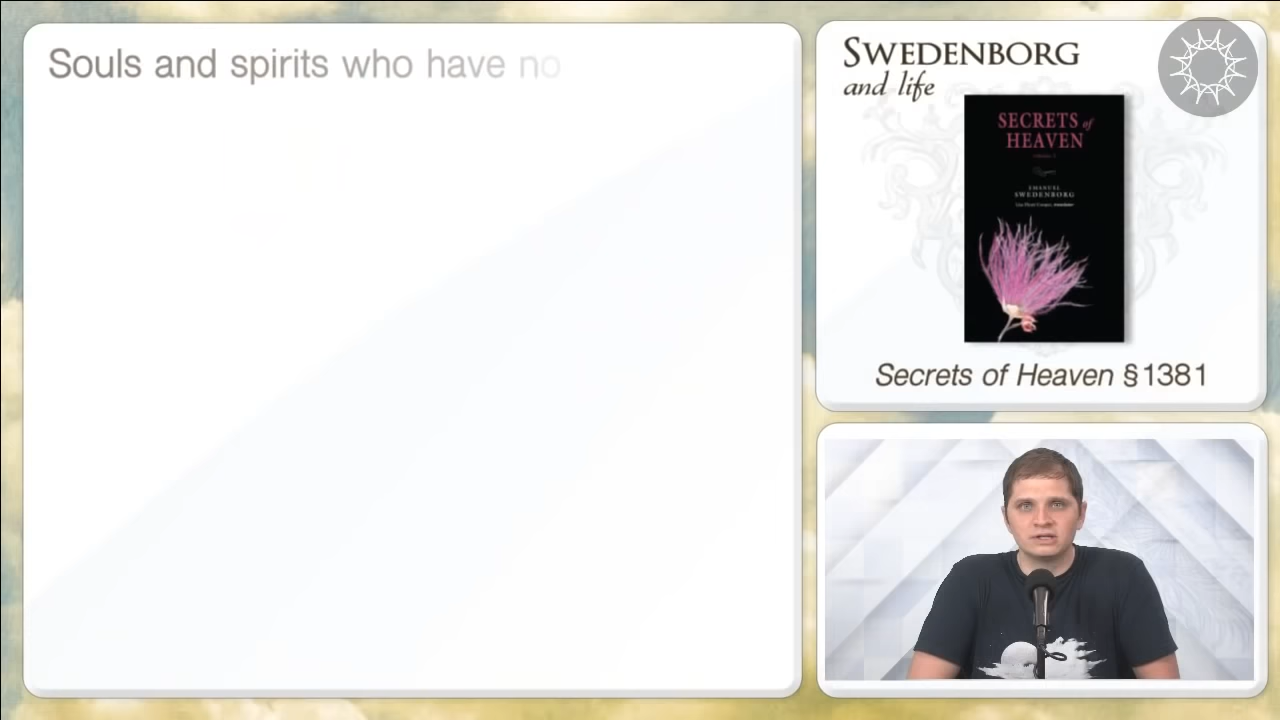 Souls and spirits who have no
SWEDENBORG
and life
SECRETS of
HEAVEN
EMANUEL
SWEDENBORG
Secrets of Heaven §1381